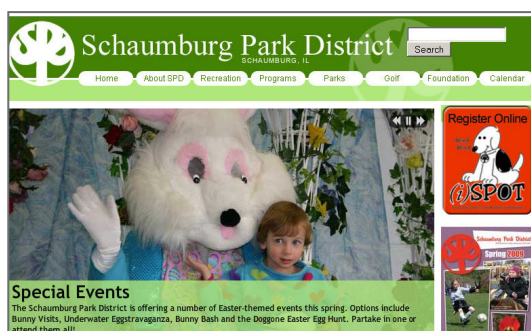 Schaumburg Park District
SCHAUMBURG, IL
Search
Home About SPD Recreation Programs Parks Golf Foundation Calendar
Register Online
(i)SPOT
Schaumburg Park District
Spring 2009
Special Events
The Schaumburg Park District is offering a number of Easter-themed events this spring. Options include
Bunny Visits, Underwater Eggstravaganza, Bunny Bash and the Doggone Easter Egg Hunt. Partake in one or
attend them all!